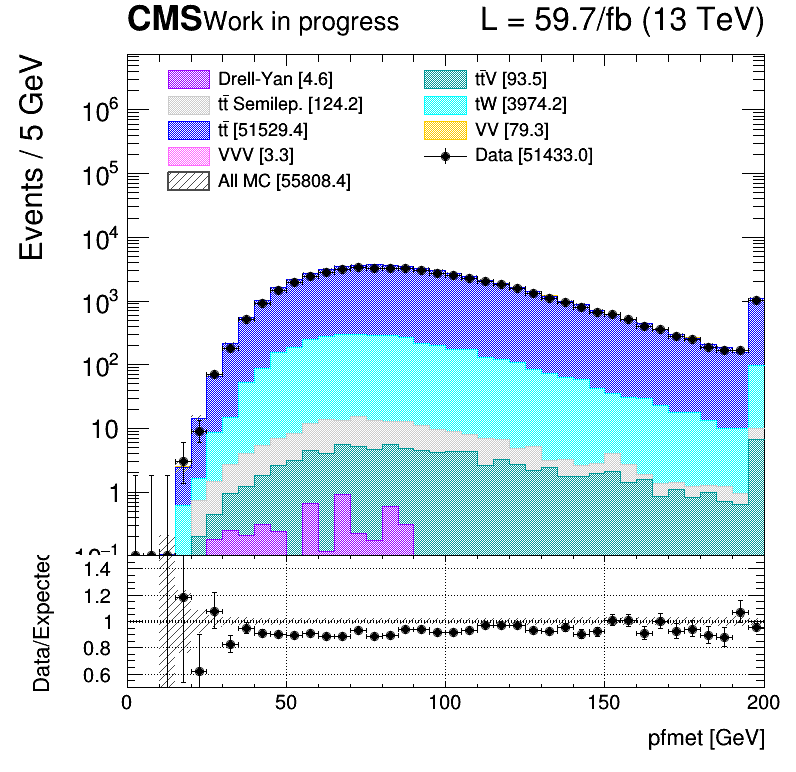 CMS Work in progress L = 59.7/fb (13 TeV)
Events / 5 GeV
Drell-Yan [4.6]
tt̄V [93.5]
tt̄ Semilep. [124.2]
tW [3974.2]
tt̄ [51529.4]
VV [79.3]
VVV [3.3]
Data [51433.0]
All MC [55808.4]
10⁶
10⁵
10⁴
10³
10²
10
1
10⁻¹
Data/Expected
1.4
1.2
1
0.8
0.6
0 50 100 150 200
pfmet [GeV]